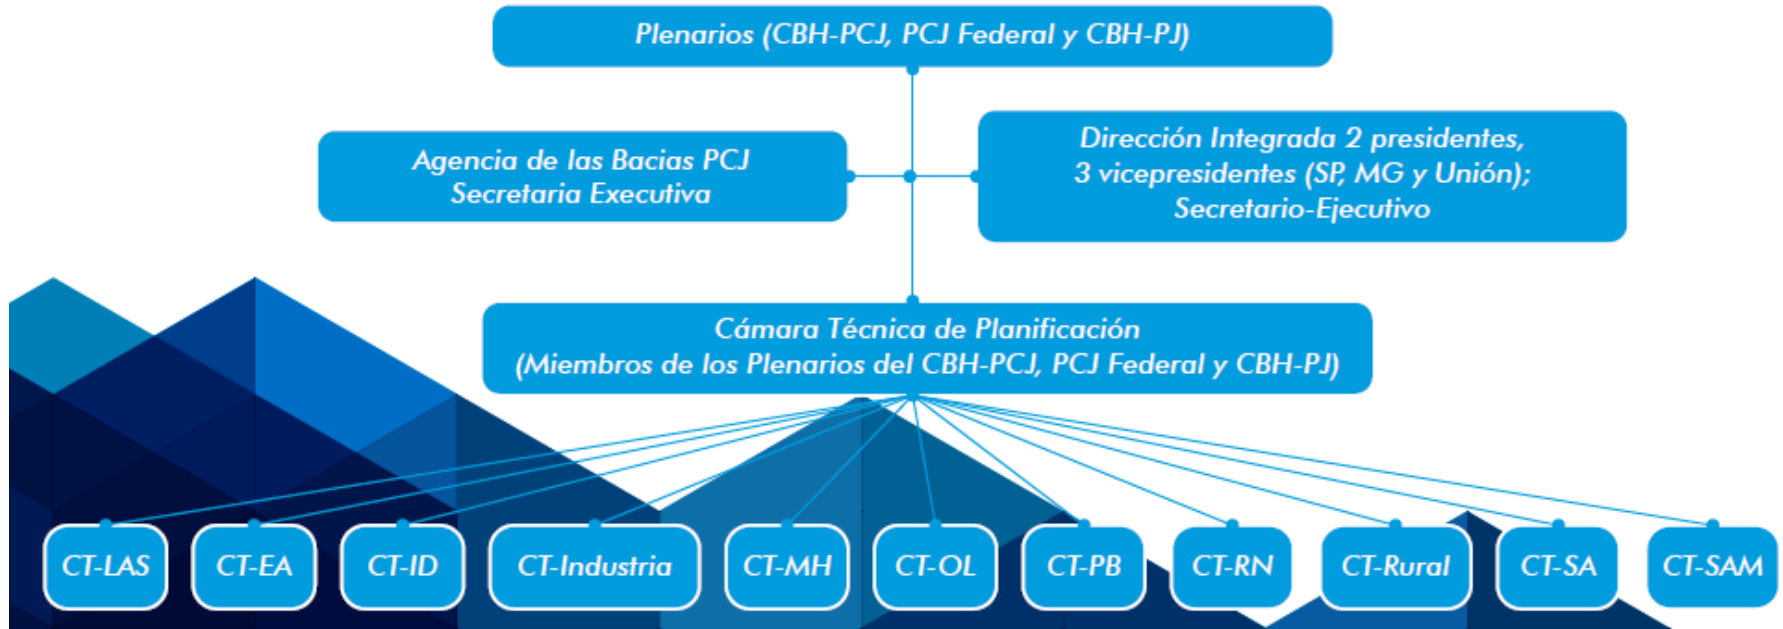 Plenarios (CBH-PCJ, PCJ Federal y CBH-PJ)
Agencia de las Bacias PCJ
Secretaria Executiva
Dirección Integrada 2 presidentes,
3 vicepresidentes (SP, MG y Unión);
Secretario-Ejecutivo
Cámara Técnica de Planificación
(Miembros de los Plenarios del CBH-PCJ, PCJ Federal y CBH-PJ)
CT-LAS
CT-EA
CT-ID
CT-Industria
CT-MH
CT-OL
CT-PB
CT-RN
CT-Rural
CT-SA
CT-SAM